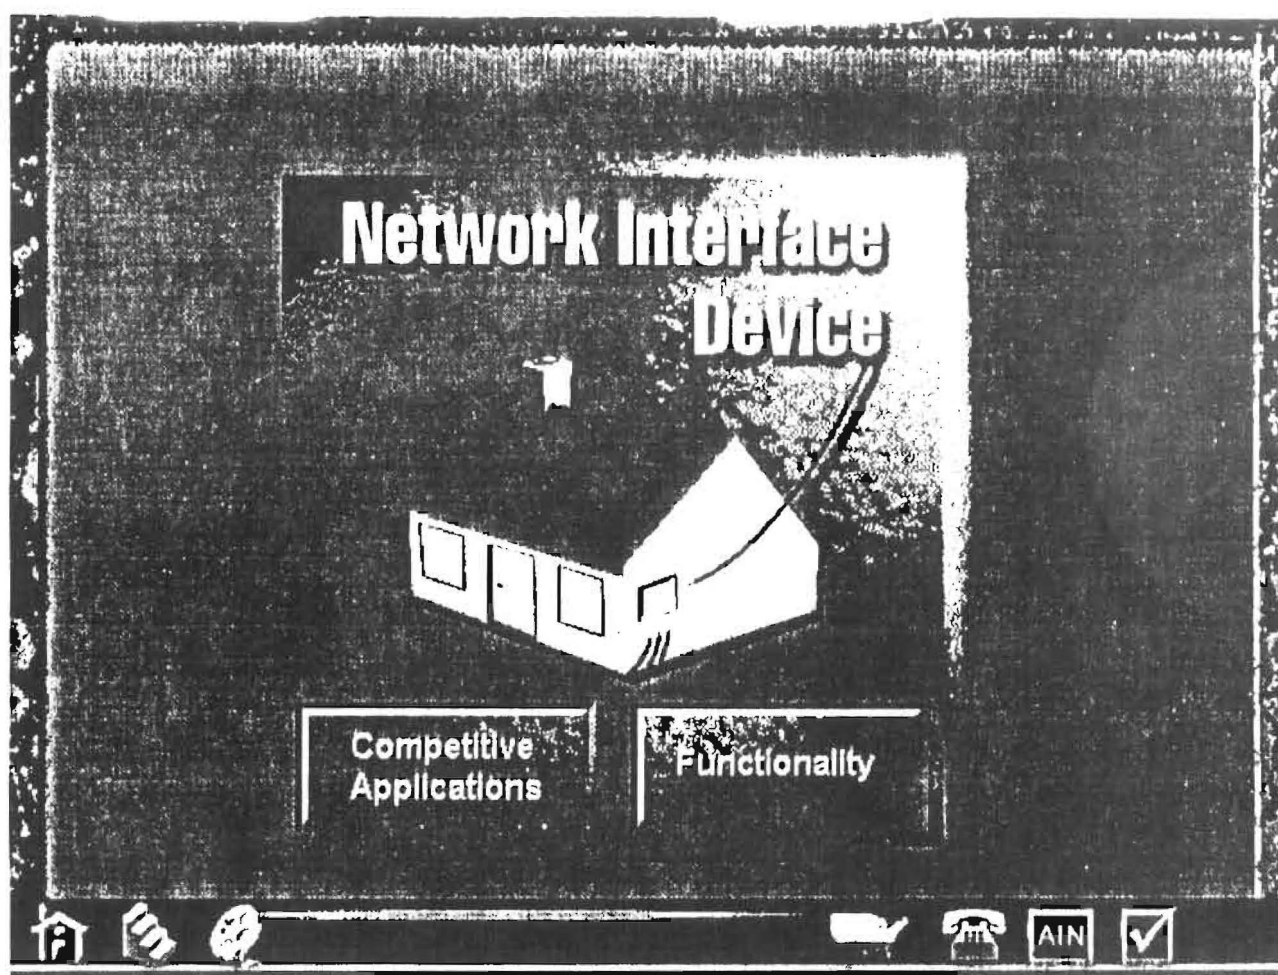 Network Interface
Device
Competitive
Applications
Functionality
AIN